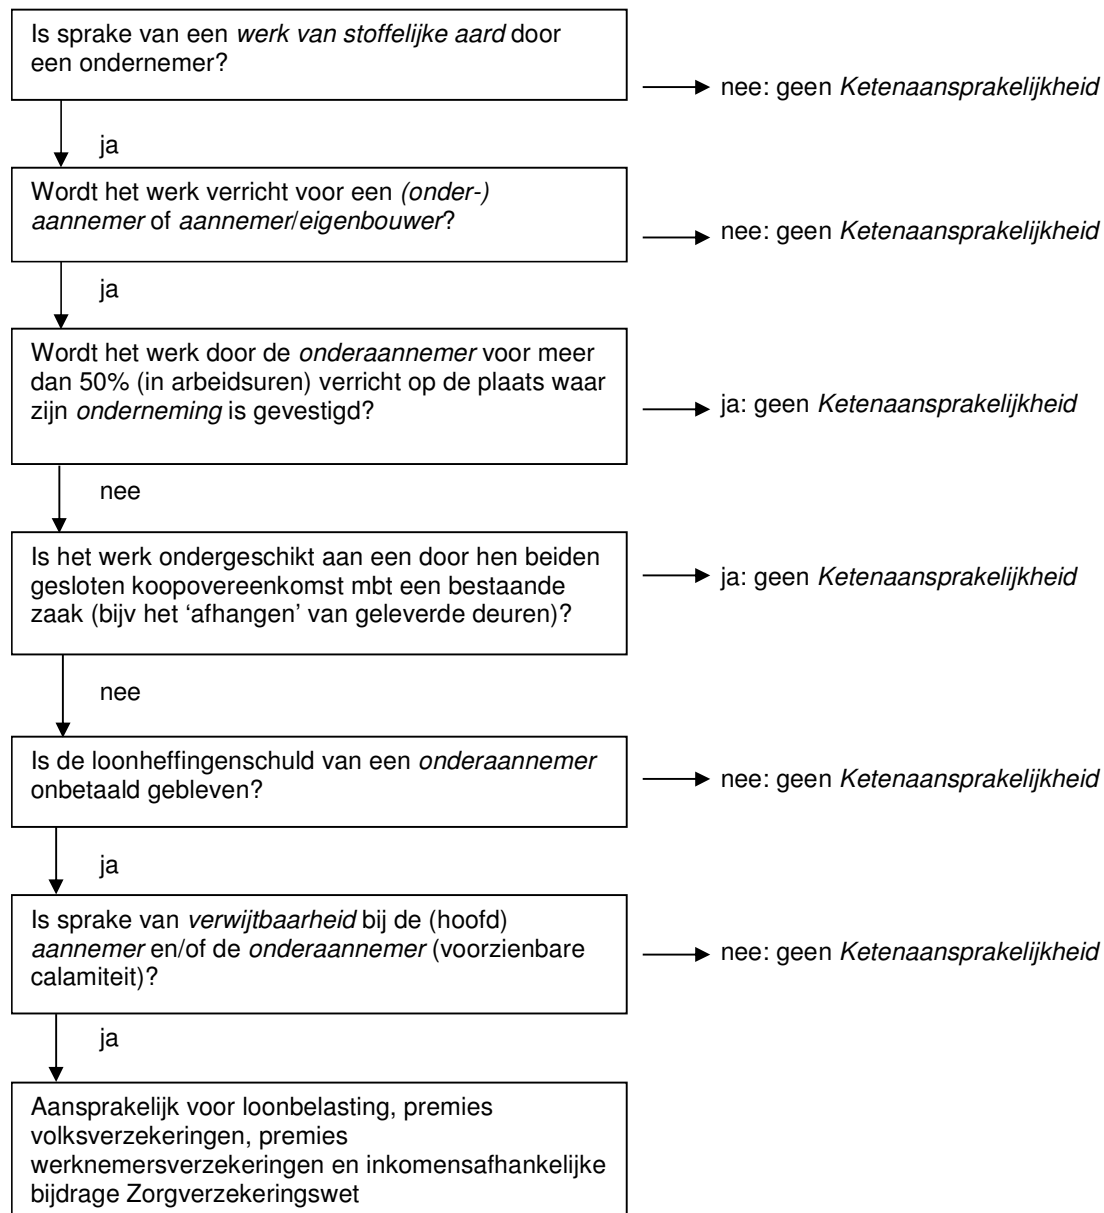 Is sprake van een werk van stoffelijke aard door
een ondernemer?
nee: geen Ketenaansprakelijkheid
ja
Wordt het werk verricht voor een (onder-)
aannemer of aannemer/eigenbouwer?
nee: geen Ketenaansprakelijkheid
ja
Wordt het werk door de onderaannemer voor meer
dan 50% (in arbeidsuren) verricht op de plaats waar
zijn onderneming is gevestigd?
ja: geen Ketenaansprakelijkheid
nee
Is het werk ondergeschikt aan een door hen beiden
gesloten koopovereenkomst mbt een bestaande
zaak (bijv het ‘afhangen’ van geleverde deuren)?
ja: geen Ketenaansprakelijkheid
nee
Is de loonheffingenschuld van een onderaannemer
onbetaald gebleven?
nee: geen Ketenaansprakelijkheid
ja
Is sprake van verwijtbaarheid bij de (hoofd)
aannemer en/of de onderaannemer (voorzienbare
calamiteit)?
nee: geen Ketenaansprakelijkheid
ja
Aansprakelijk voor loonbelasting, premies
volksverzekeringen, premies
werknemersverzekeringen en inkomensafhankelijke
bijdrage Zorgverzekeringswet